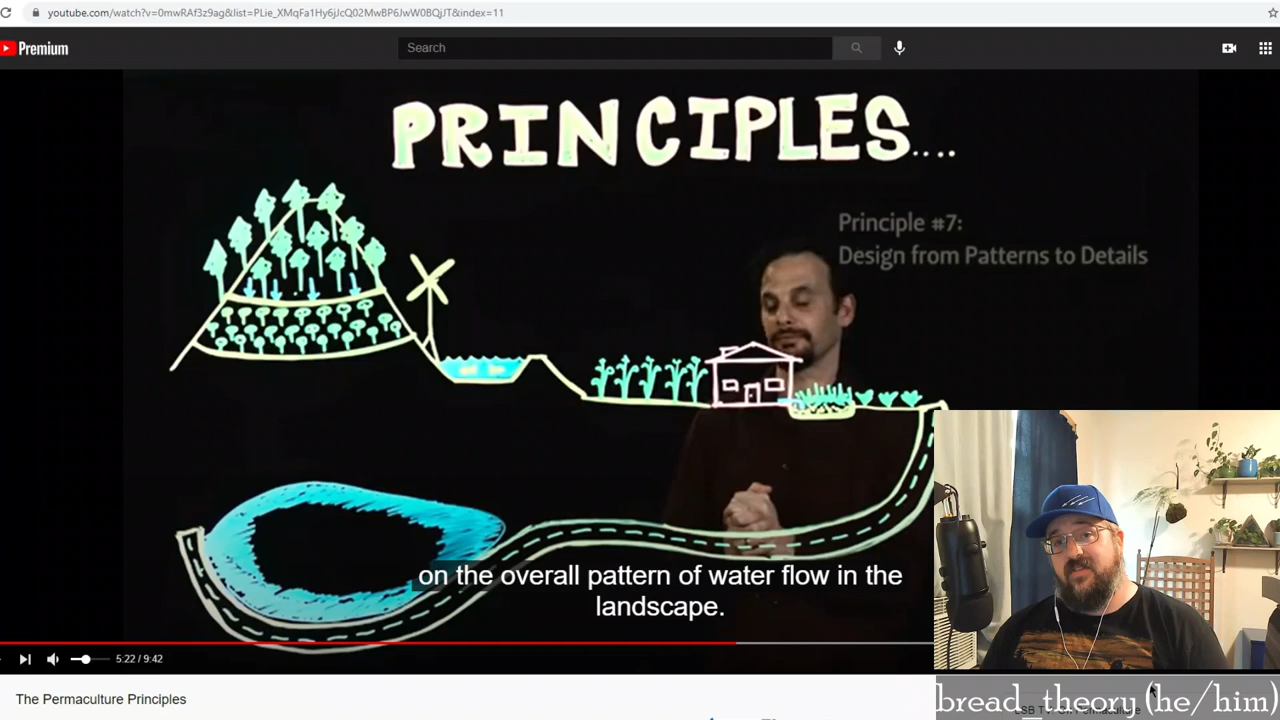 youtube.com/watch?v=0mwRAf3z9ag&list=PLie_XMqFa1Hy6jJcQ02MwBP6JwW0BQjJT&index=11
Premium
Search
PRINCIPLES....
Principle #7:
Design from Patterns to Details
on the overall pattern of water flow in the
landscape.
5:22 / 9:42
The Permaculture Principles
bread_theory (he/him)